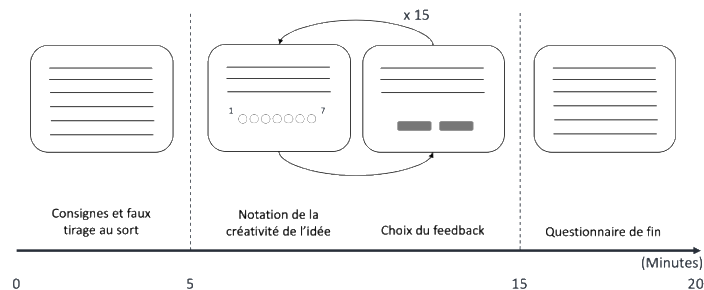 x 15
1
7
Consignes et faux
tirage au sort
Notation de la
créativité de l'idée
Choix du feedback
Questionnaire de fin
(Minutes)
0
5
15
20